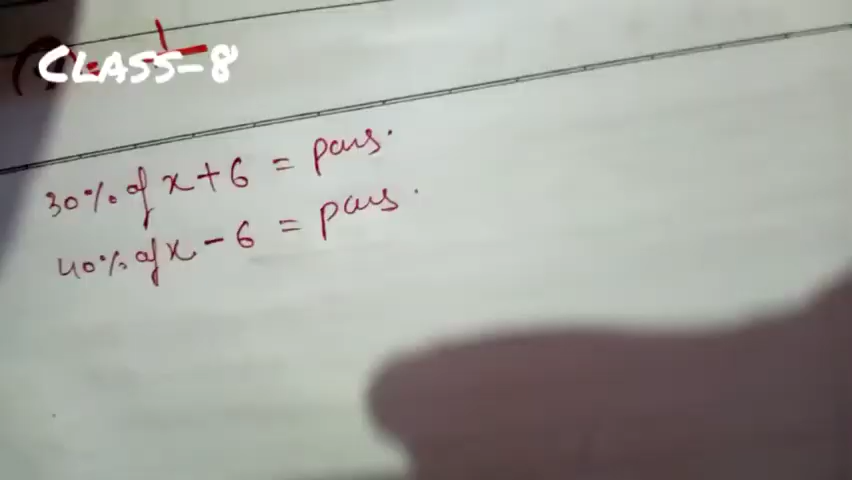 CLASS-8
30% of x + 6 = pass.
40% of x - 6 = pass.